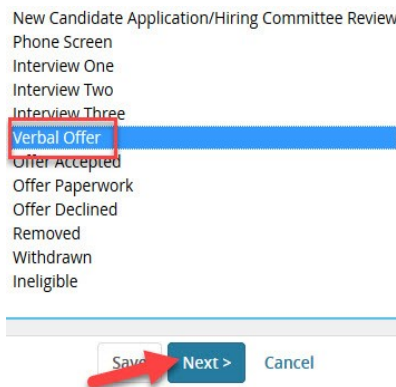 New Candidate Application/Hiring Committee Review
Phone Screen
Interview One
Interview Two
Interview Three
Verbal Offer
Offer Accepted
Offer Paperwork
Offer Declined
Removed
Withdrawn
Ineligible
Save Next > Cancel